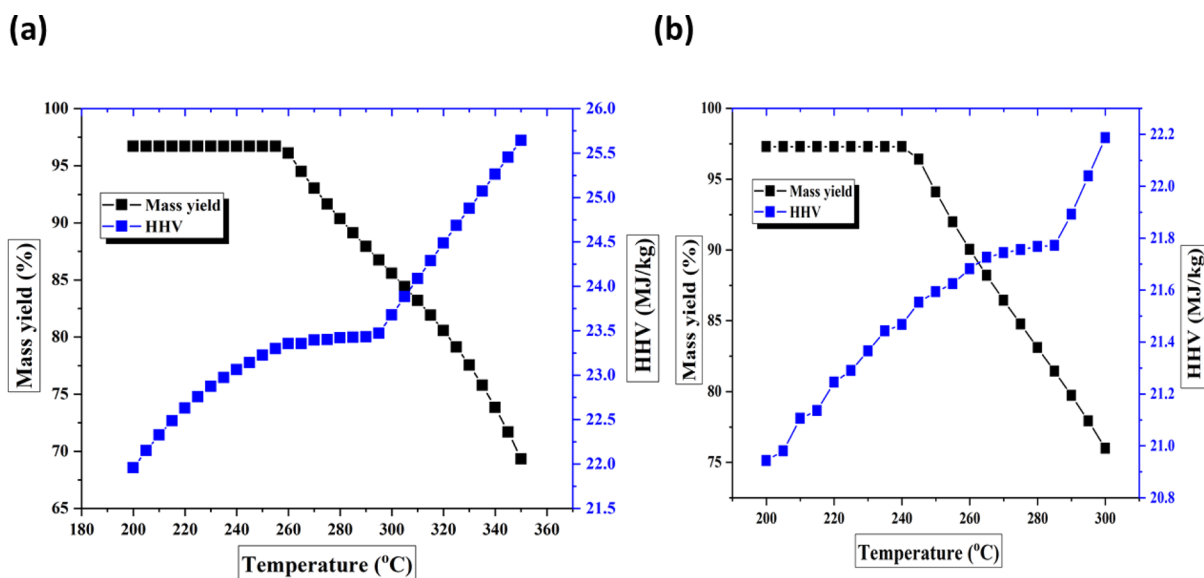 (a)
100
95
90
85
80
75
70
65
Mass yield (%)
Mass yield
HHV
26.0
25.5
25.0
24.5
24.0
23.5
23.0
22.5
22.0
21.5
HHV (MJ/kg)
180 200 220 240 260 280 300 320 340 360
Temperature (°C)
(b)
100
95
90
85
80
75
Mass yield (%)
Mass yield
HHV
22.2
22.0
21.8
21.6
21.4
21.2
21.0
20.8
HHV (MJ/kg)
200 220 240 260 280 300
Temperature (°C)